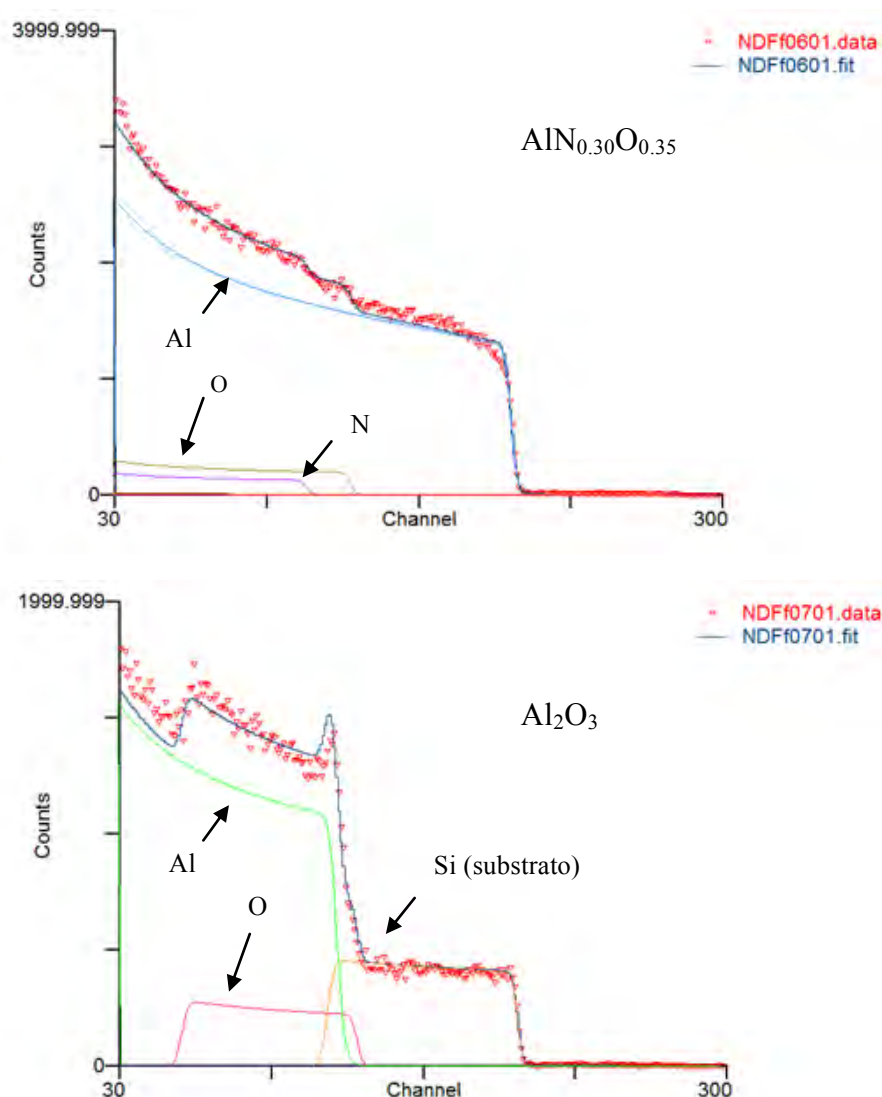 3999.999
NDFf0601.data
NDFf0601.fit
AlN0.30O0.35
Counts
Al
O
N
0
30
Channel
300
1999.999
NDFf0701.data
NDFf0701.fit
Al2O3
Counts
Al
Si (substrato)
O
0
30
Channel
300